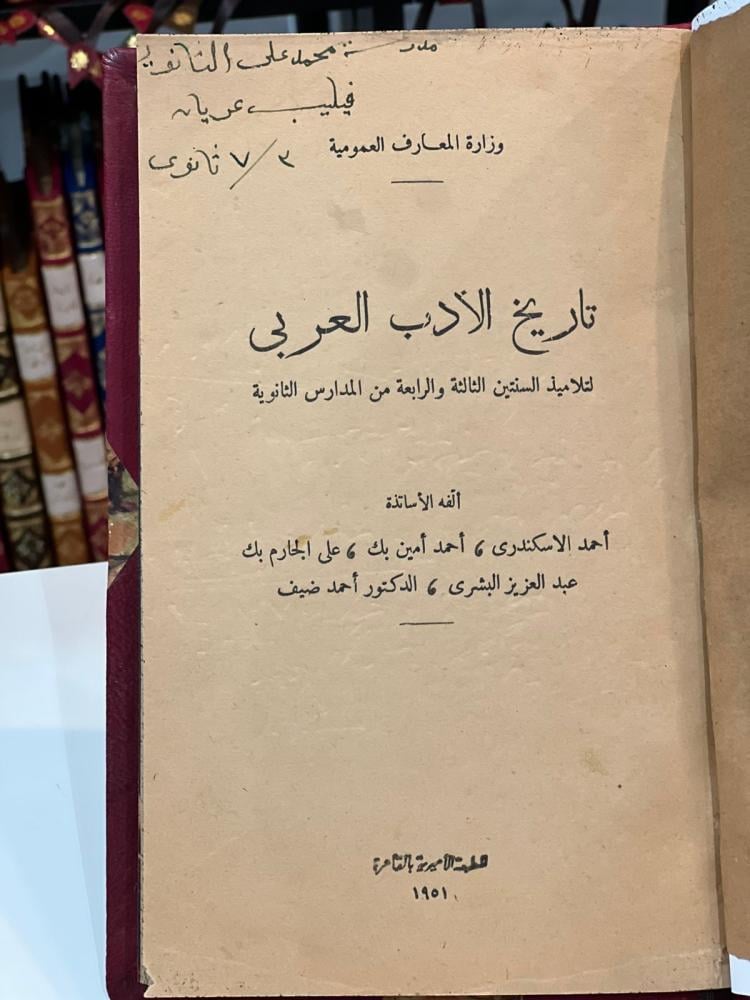 مدرسة محمد على الثانوية
فيليب عريان
٣/٧ ثانوى
وزارة المعارف العمومية
تاريخ الأدب العربى
لتلاميذ السنتين الثالثة والرابعة من المدارس الثانوية
ألفه الأساتذة
أحمد الاسكندرى ، أحمد أمين بك ، على الجارم بك
عبد العزيز البشرى ، الدكتور أحمد ضيف
المطبعة الأميرية بالقاهرة
١٩٥١